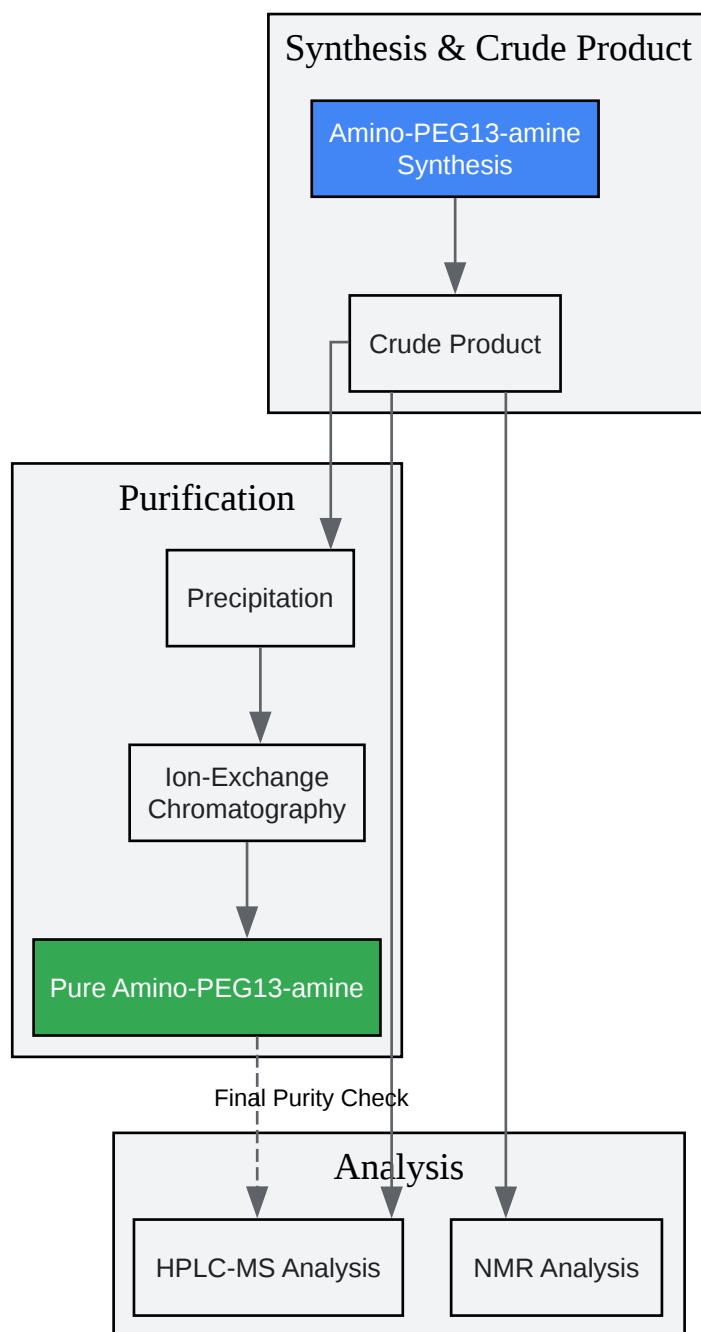 Synthesis & Crude Product
Amino-PEG13-amine
Synthesis
Crude Product
Purification
Precipitation
Ion-Exchange
Chromatography
Pure Amino-PEG13-amine
Final Purity Check
Analysis
HPLC-MS Analysis
NMR Analysis